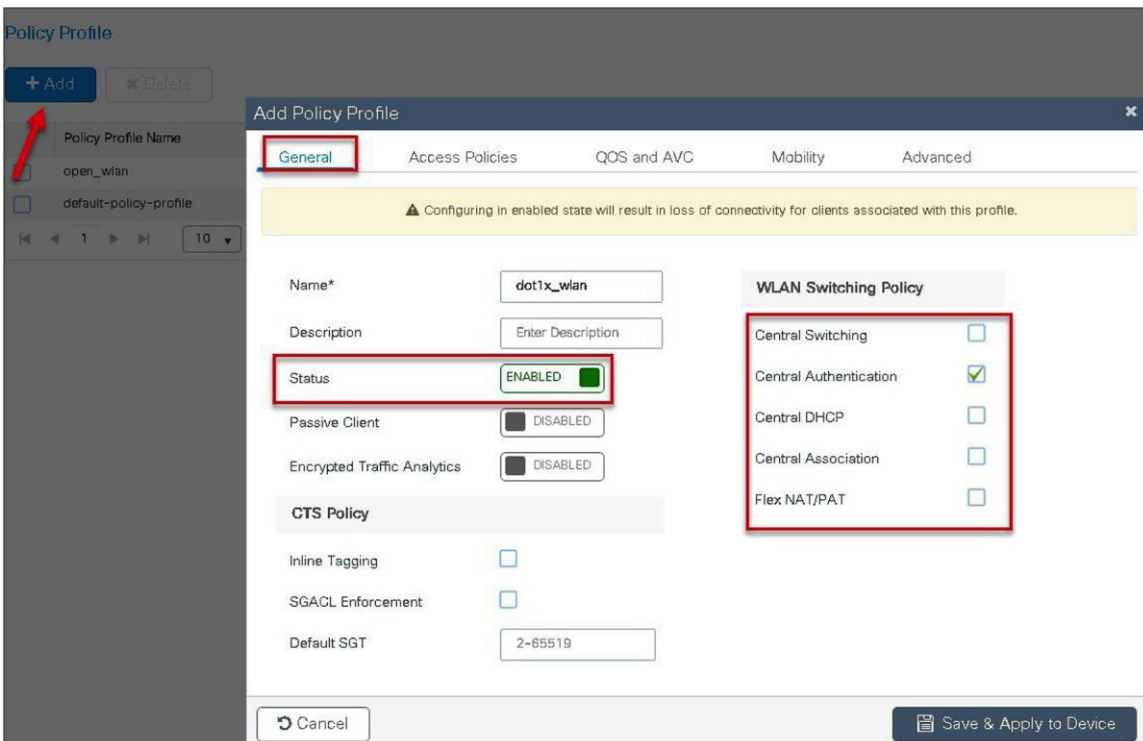 Policy Profile
+ Add
✖ Delete
Policy Profile Name
open_wlan
default-policy-profile
1
10
Add Policy Profile
General Access Policies QOS and AVC Mobility Advanced
Configuring in enabled state will result in loss of connectivity for clients associated with this profile.
Name*
dot1x_wlan
Description
Enter Description
Status
ENABLED
Passive Client
DISABLED
Encrypted Traffic Analytics
DISABLED
CTS Policy
Inline Tagging
SGACL Enforcement
Default SGT
2-65519
WLAN Switching Policy
Central Switching
Central Authentication
Central DHCP
Central Association
Flex NAT/PAT
Cancel
Save & Apply to Device